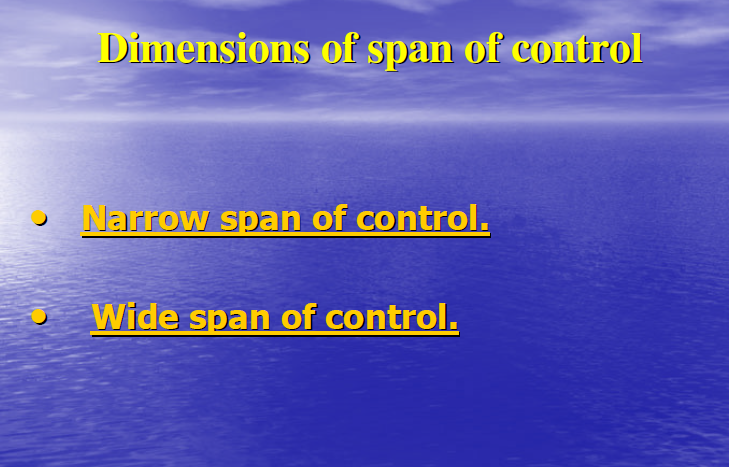 Dimensions of span of control
• Narrow span of control.
• Wide span of control.